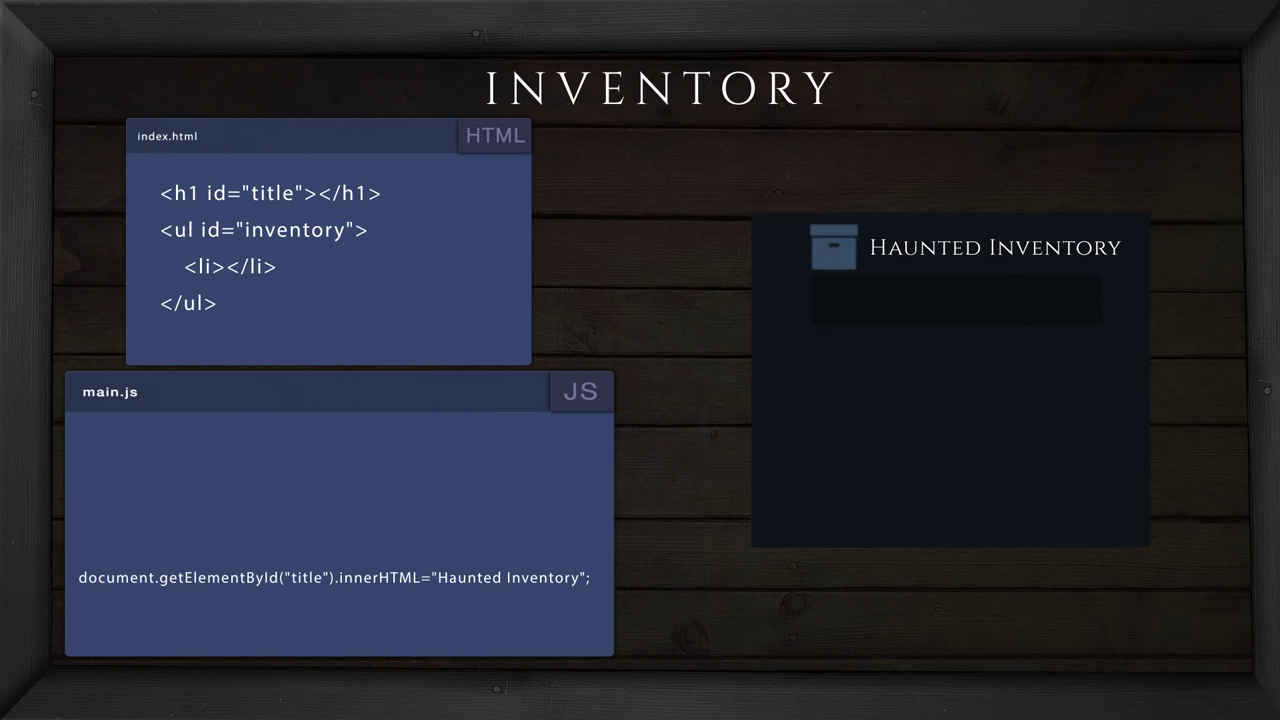 INVENTORY
index.html
HTML
<h1 id="title"></h1>
<ul id="inventory">
<li></li>
</ul>
Haunted Inventory
main.js
JS
document.getElementById("title").innerHTML="Haunted Inventory";